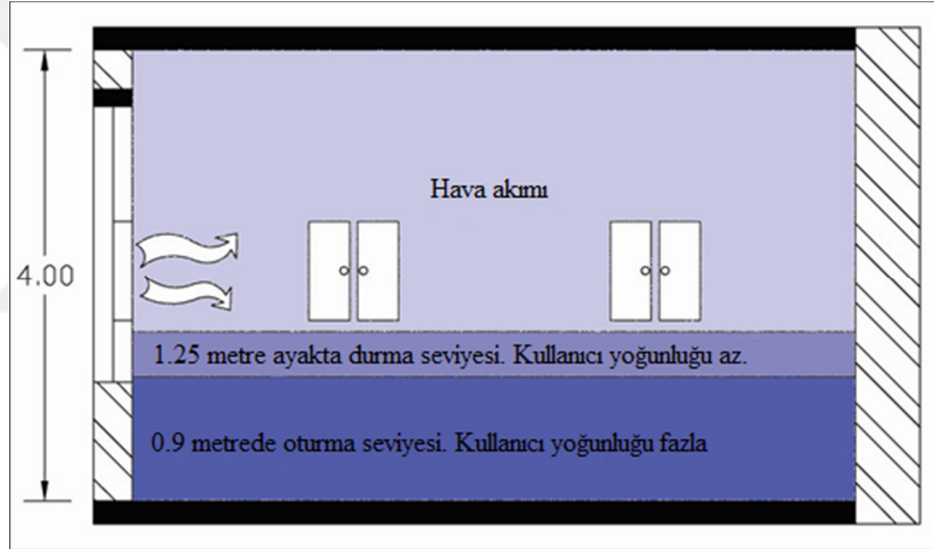 Hava akımı
4.00
1.25 metre ayakta durma seviyesi. Kullanıcı yoğunluğu az.
0.9 metrede oturma seviyesi. Kullanıcı yoğunluğu fazla